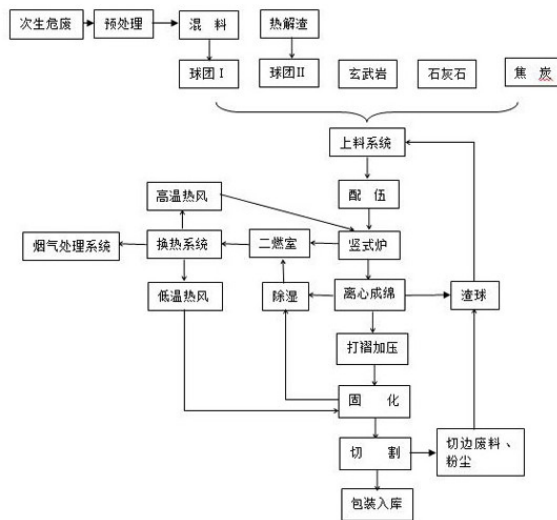 次生危废
预处理
混 料
热解渣
球团 I
球团II
玄武岩
石灰石
焦 炭
上料系统
高温热风
配 伍
烟气处理系统
换热系统
二燃室
竖式炉
低温热风
除湿
离心成绵
渣球
打褶加压
固 化
切 割
切边废料、
粉尘
包装入库